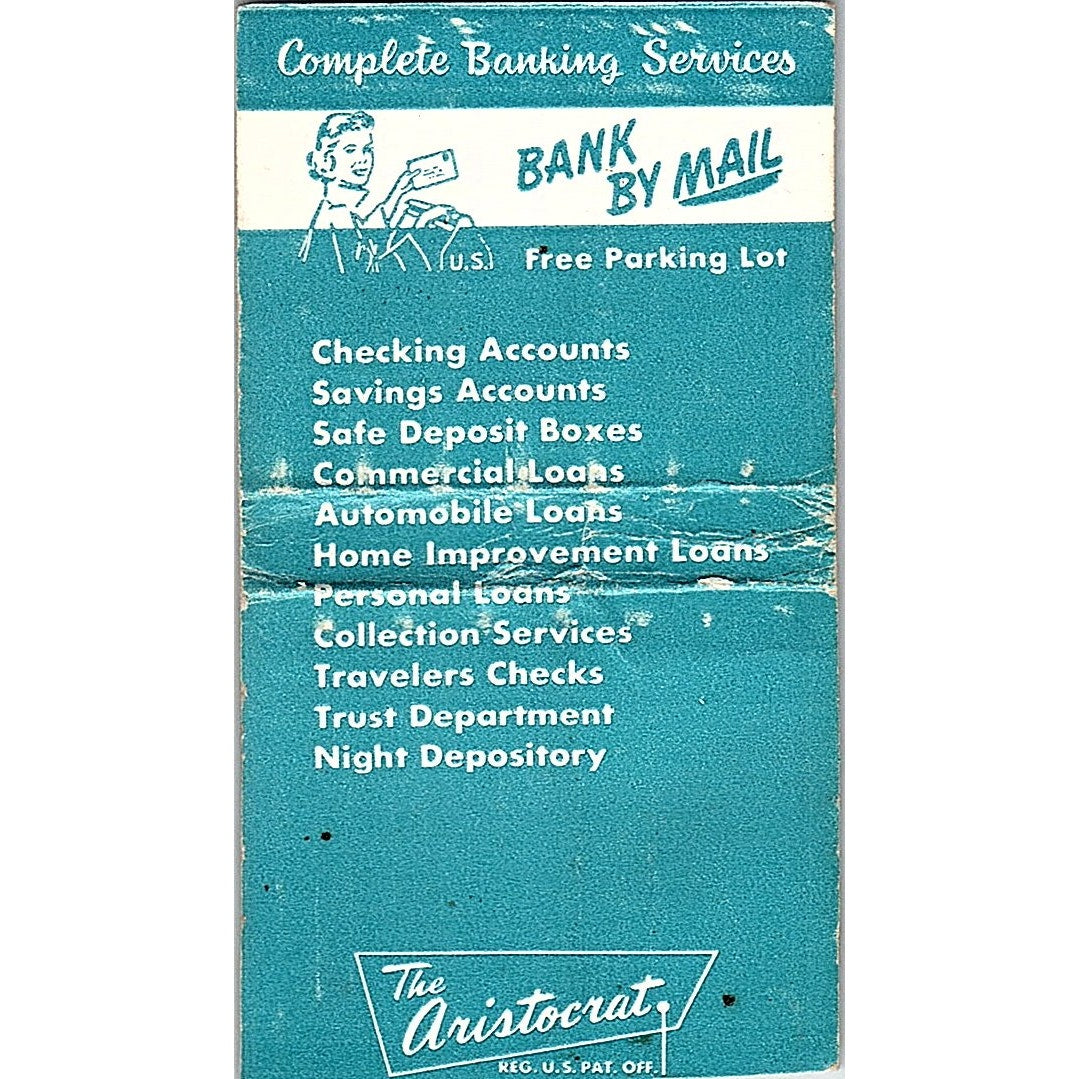 Complete Banking Services
BANK
BY MAIL
U.S.
Free Parking Lot
Checking Accounts
Savings Accounts
Safe Deposit Boxes
Commercial Loans
Automobile Loans
Home Improvement Loans
Personal Loans
Collection Services
Travelers Checks
Trust Department
Night Depository
The
Aristocrat
REG. U.S. PAT. OFF.